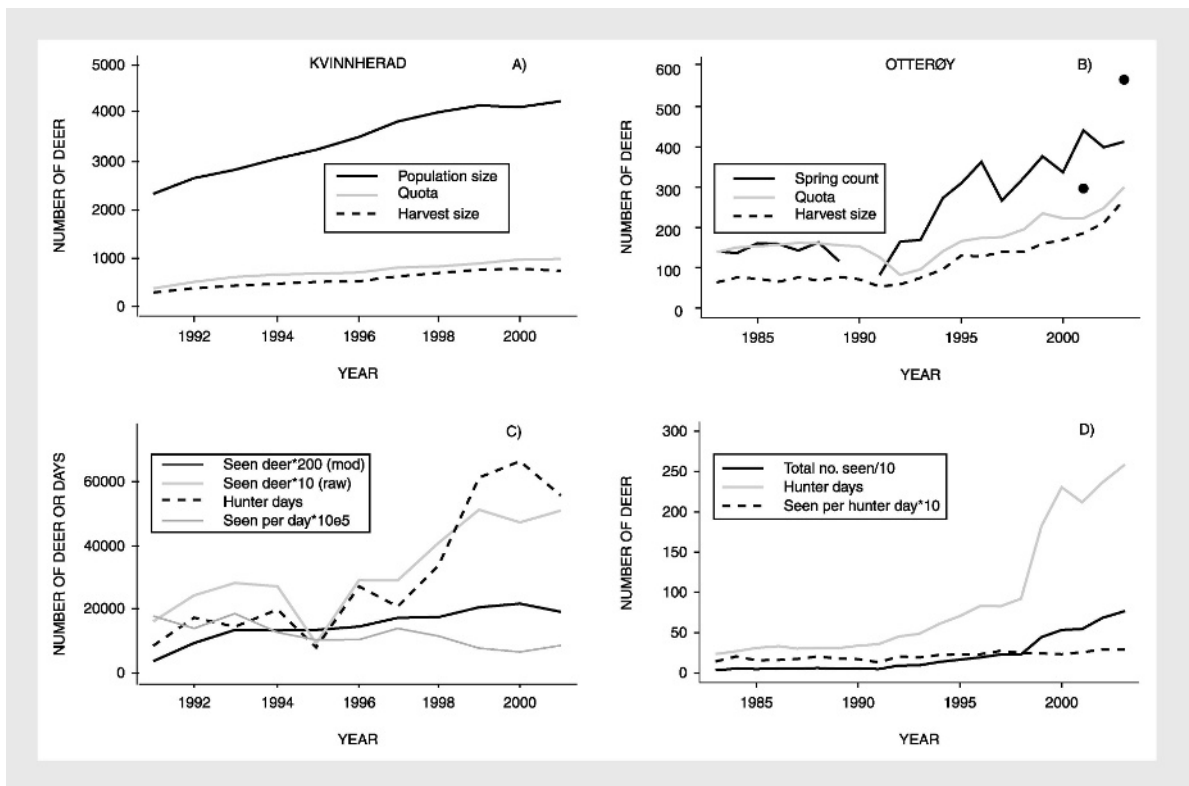 KVINNHERAD
A)
NUMBER OF DEER
5000
4000
3000
2000
1000
0
Population size
Quota
Harvest size
1992
1994
1996
1998
2000
YEAR
OTTERØY
B)
NUMBER OF DEER
600
500
400
300
200
100
0
Spring count
Quota
Harvest size
1985
1990
1995
2000
YEAR
C)
NUMBER OF DEER OR DAYS
60000
40000
20000
0
Seen deer*200 (mod)
Seen deer*10 (raw)
Hunter days
Seen per day*10e5
1992
1994
1996
1998
2000
YEAR
D)
NUMBER OF DEER
300
250
200
150
100
50
0
Total no. seen/10
Hunter days
Seen per hunter day*10
1985
1990
1995
2000
YEAR